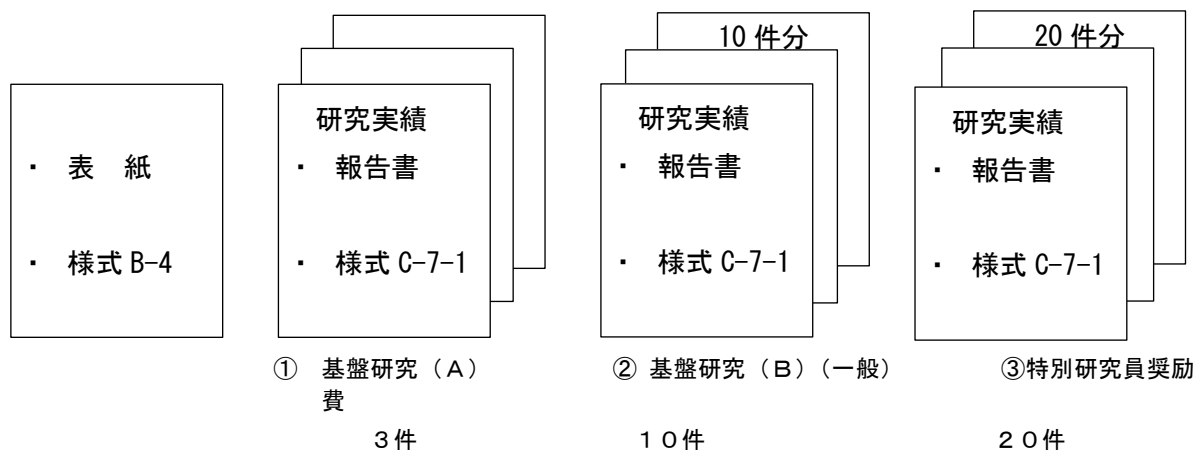 ・ 表　紙
・ 様式 B-4
研究実績
・ 報告書
・ 様式 C-7-1
10 件分
研究実績
・ 報告書
・ 様式 C-7-1
20 件分
研究実績
・ 報告書
・ 様式 C-7-1
①　基盤研究（Ａ）　② 基盤研究（Ｂ）（一般）　③特別研究員奨励
費
３件　１０件　２０件